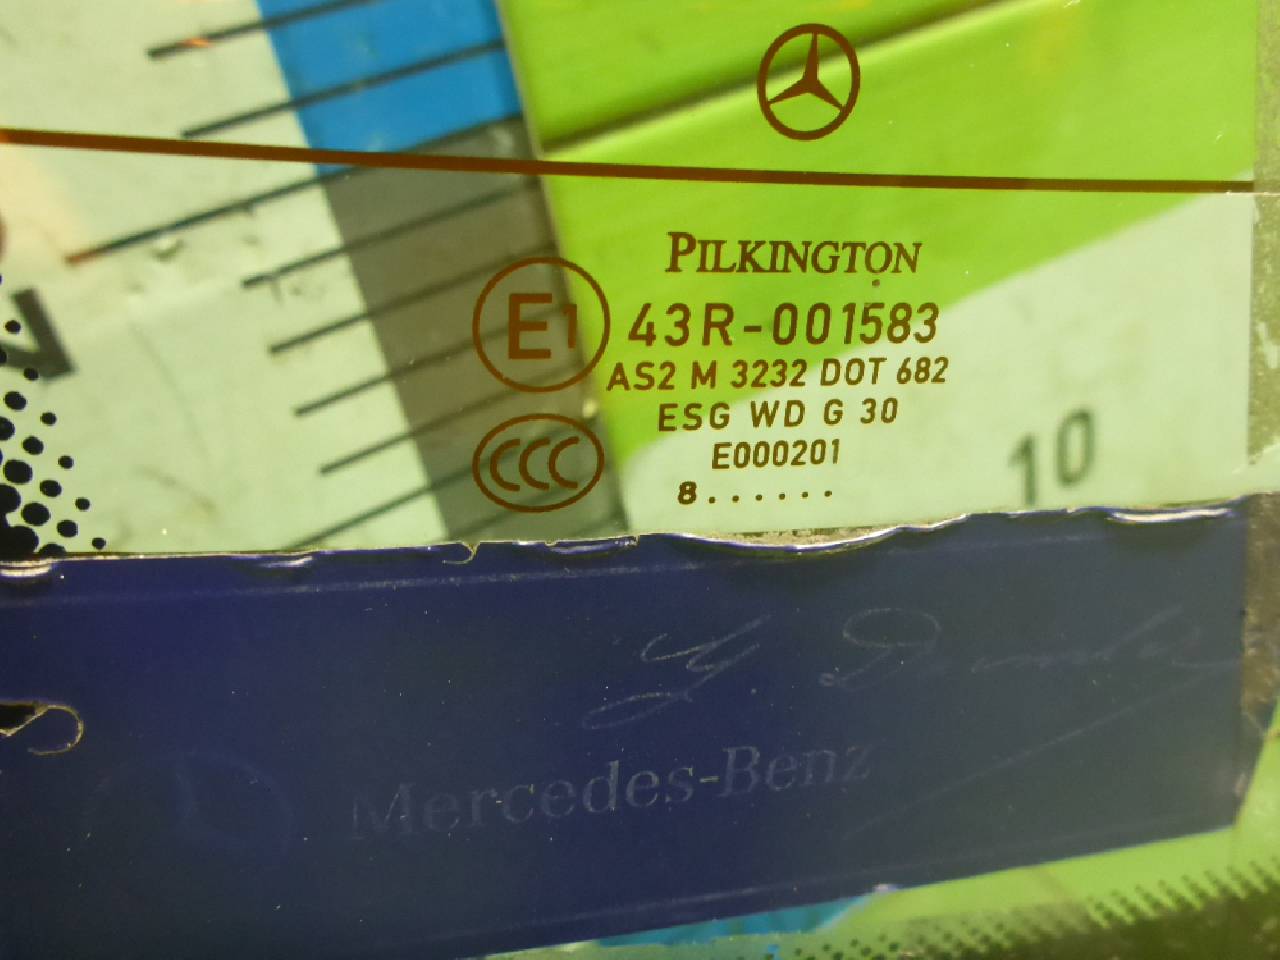 PILKINGTON
E1 43R-001583
AS2 M 3232 DOT 682
ESG WD G 30
CCC E000201
8......
10
Mercedes-Benz